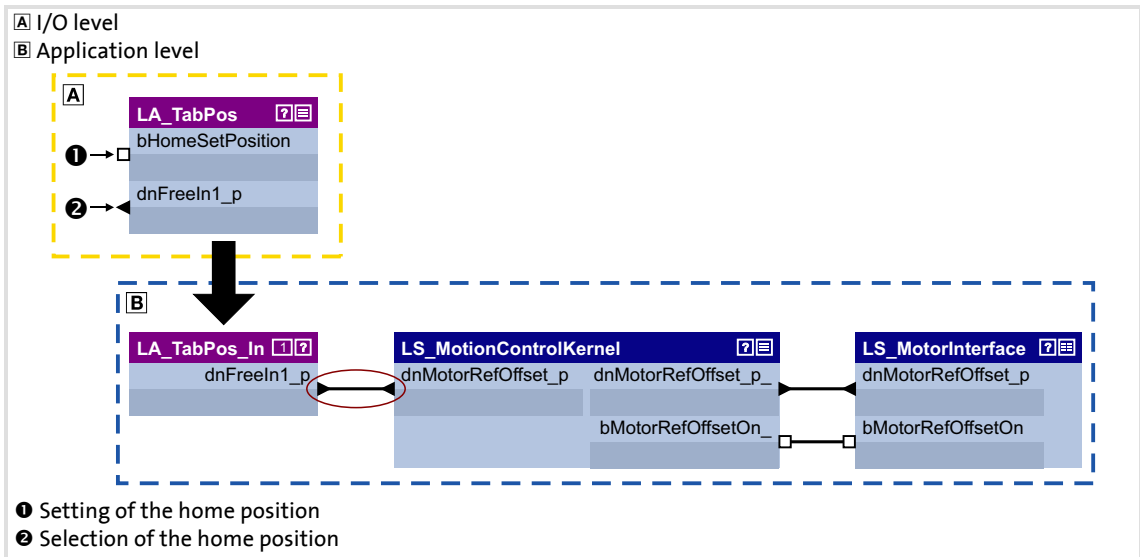 A I/O level
B Application level
A
LA_TabPos ?
bHomeSetPosition
❶
dnFreeIn1_p
❷
B
LA_TabPos_In 1 ?
dnFreeIn1_p
LS_MotionControlKernel ?
dnMotorRefOffset_p dnMotorRefOffset_p_
bMotorRefOffsetOn_
LS_MotorInterface ?
dnMotorRefOffset_p
bMotorRefOffsetOn
❶ Setting of the home position
❷ Selection of the home position